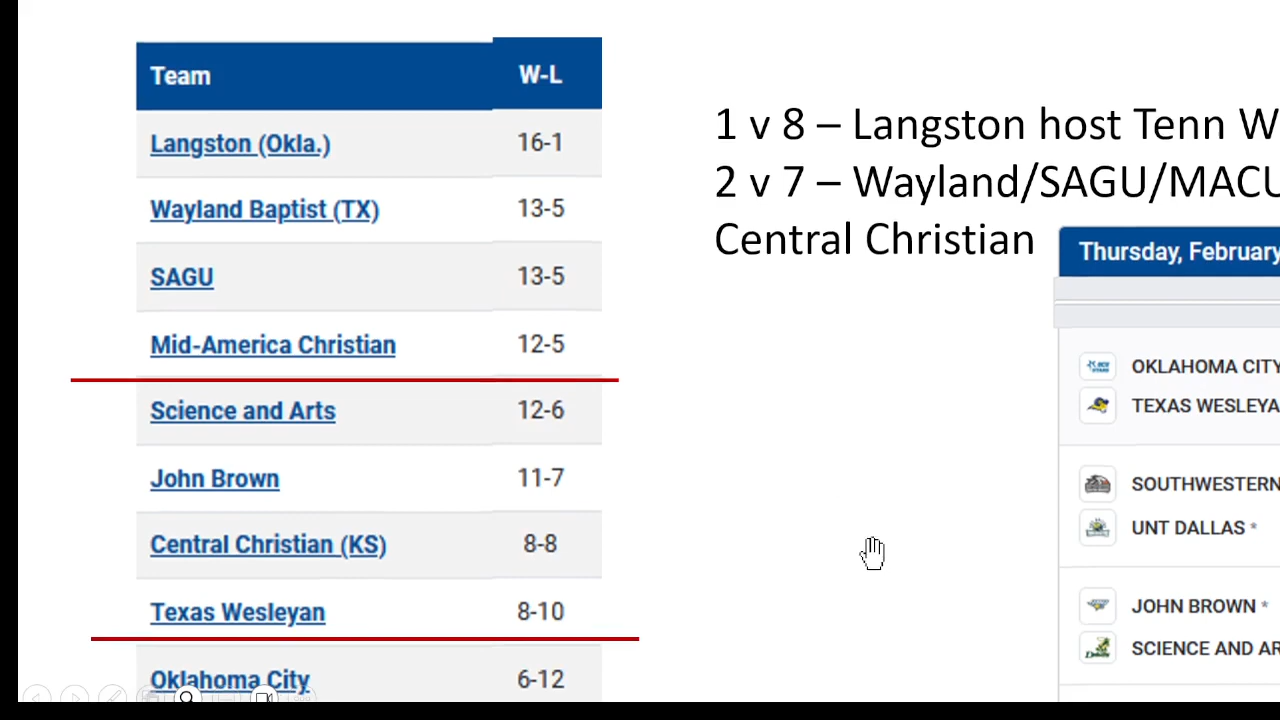 Team W-L
Langston (Okla.) 16-1
Wayland Baptist (TX) 13-5
SAGU 13-5
Mid-America Christian 12-5
Science and Arts 12-6
John Brown 11-7
Central Christian (KS) 8-8
Texas Wesleyan 8-10
Oklahoma City 6-12
1 v 8 – Langston host Tenn W
2 v 7 – Wayland/SAGU/MACU
Central Christian
Thursday, February
OKLAHOMA CITY
TEXAS WESLEYA
SOUTHWESTERN
UNT DALLAS *
JOHN BROWN *
SCIENCE AND AR